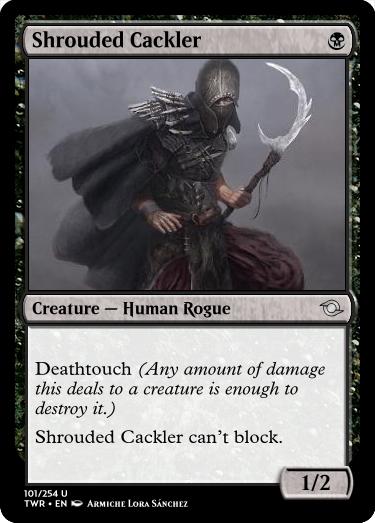 Shrouded Cackler
Creature — Human Rogue
Deathtouch (Any amount of damage
this deals to a creature is enough to
destroy it.)
Shrouded Cackler can't block.
1/2
101/254 U
TWR • EN Armiche Lora Sánchez